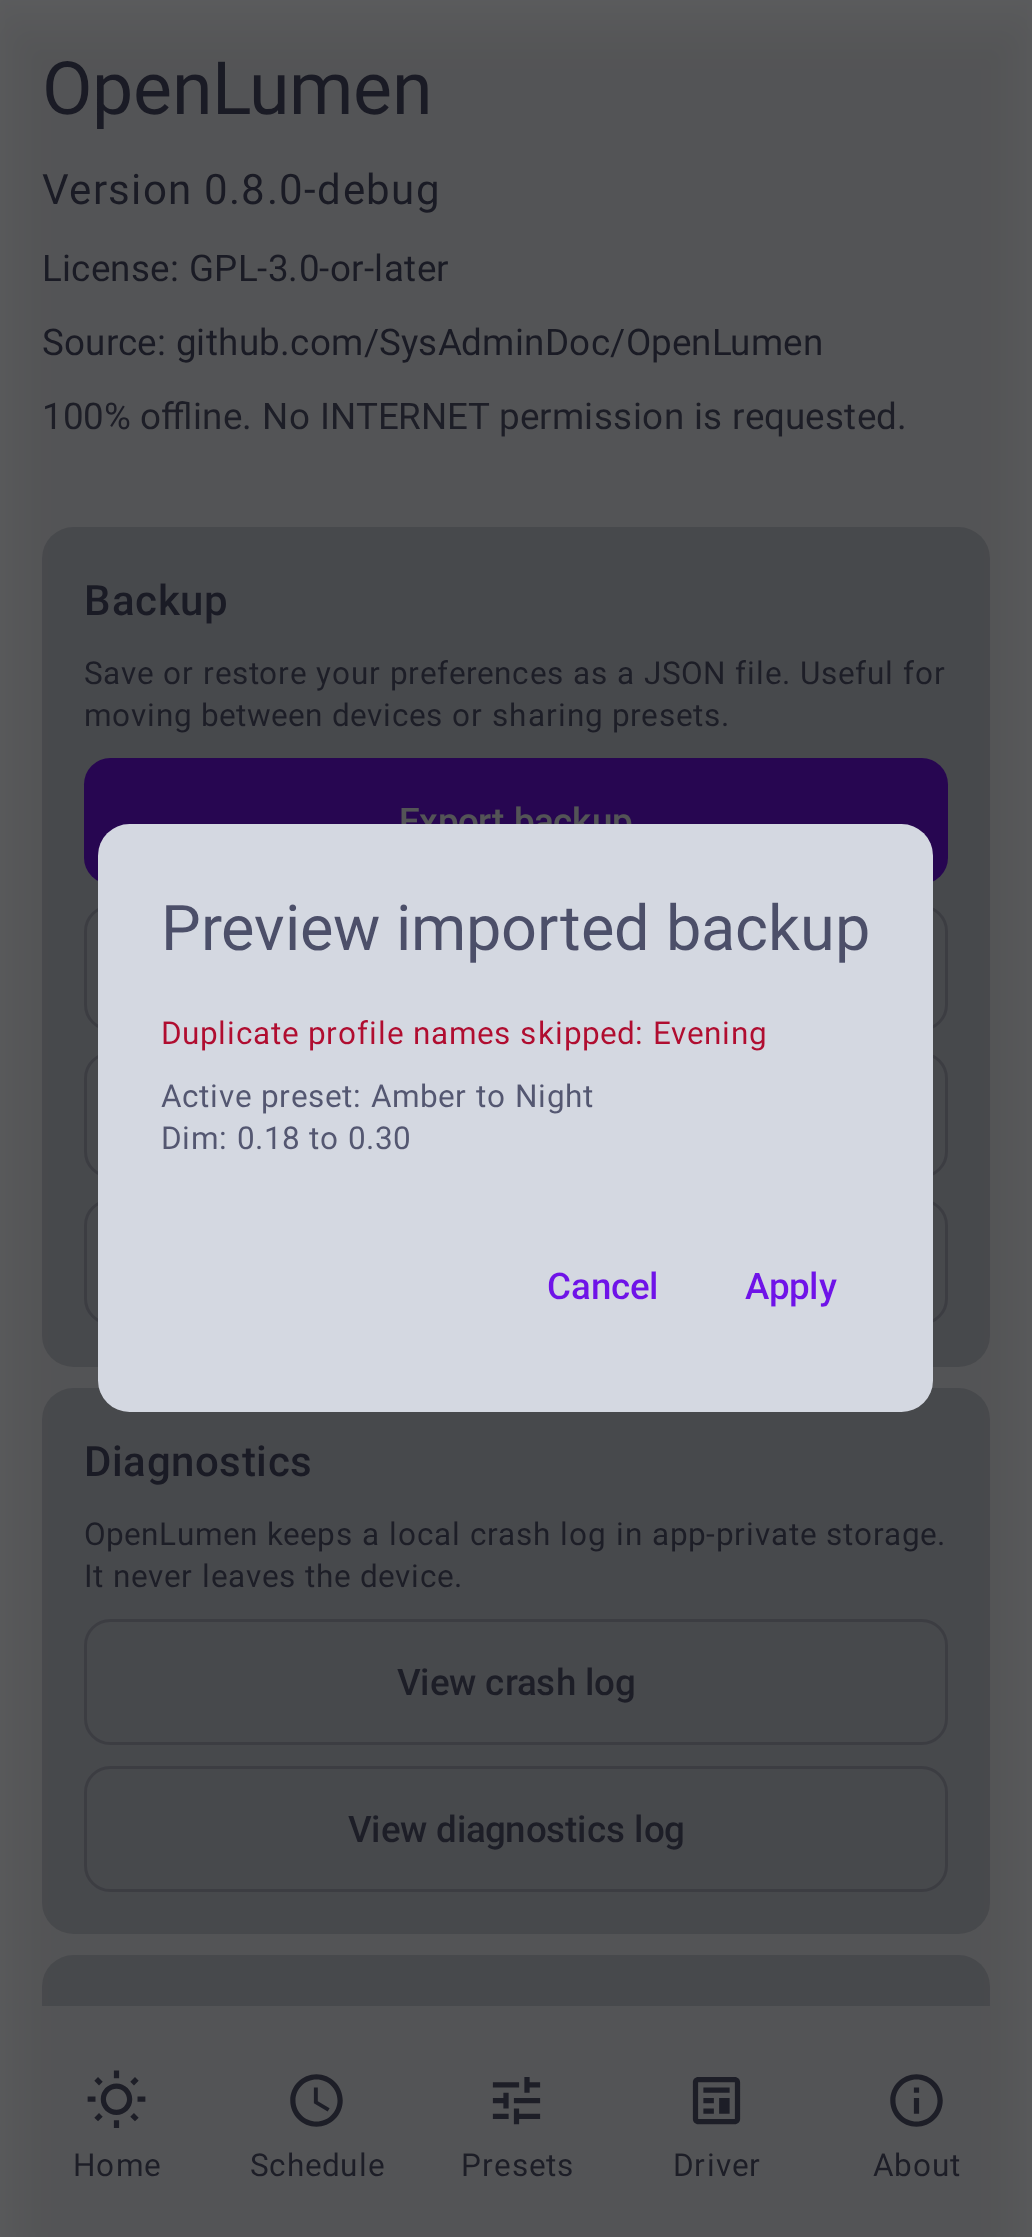 OpenLumen
Version 0.8.0-debug
License: GPL-3.0-or-later
Source: github.com/SysAdminDoc/OpenLumen
100% offline. No INTERNET permission is requested.
Backup
Save or restore your preferences as a JSON file. Useful for
moving between devices or sharing presets.
Export backup
Preview imported backup
Duplicate profile names skipped: Evening
Active preset: Amber to Night
Dim: 0.18 to 0.30
Cancel Apply
Diagnostics
OpenLumen keeps a local crash log in app-private storage.
It never leaves the device.
View crash log
View diagnostics log
Home Schedule Presets Driver About